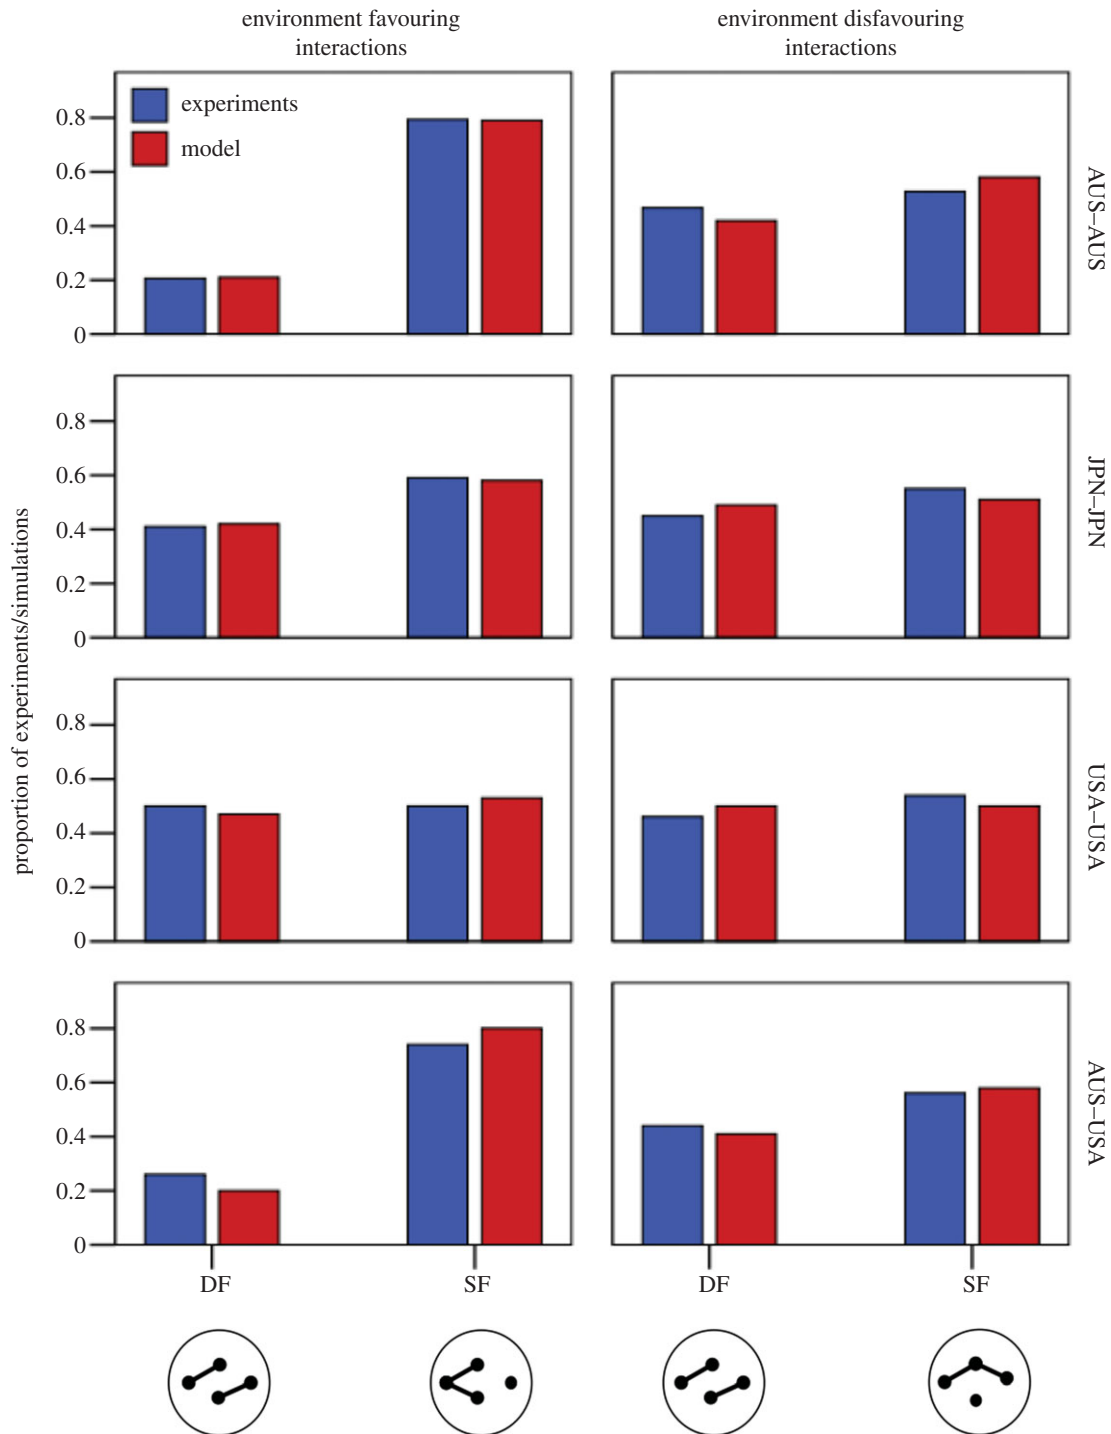 environment favouring
interactions
environment disfavouring
interactions
experiments
model
0.8
0.6
0.4
0.2
0
AUS–AUS
0.8
0.6
0.4
0.2
0
JPN–JPN
proportion of experiments/simulations
0.8
0.6
0.4
0.2
0
USA–USA
0.8
0.6
0.4
0.2
0
AUS–USA
DF
SF
DF
SF